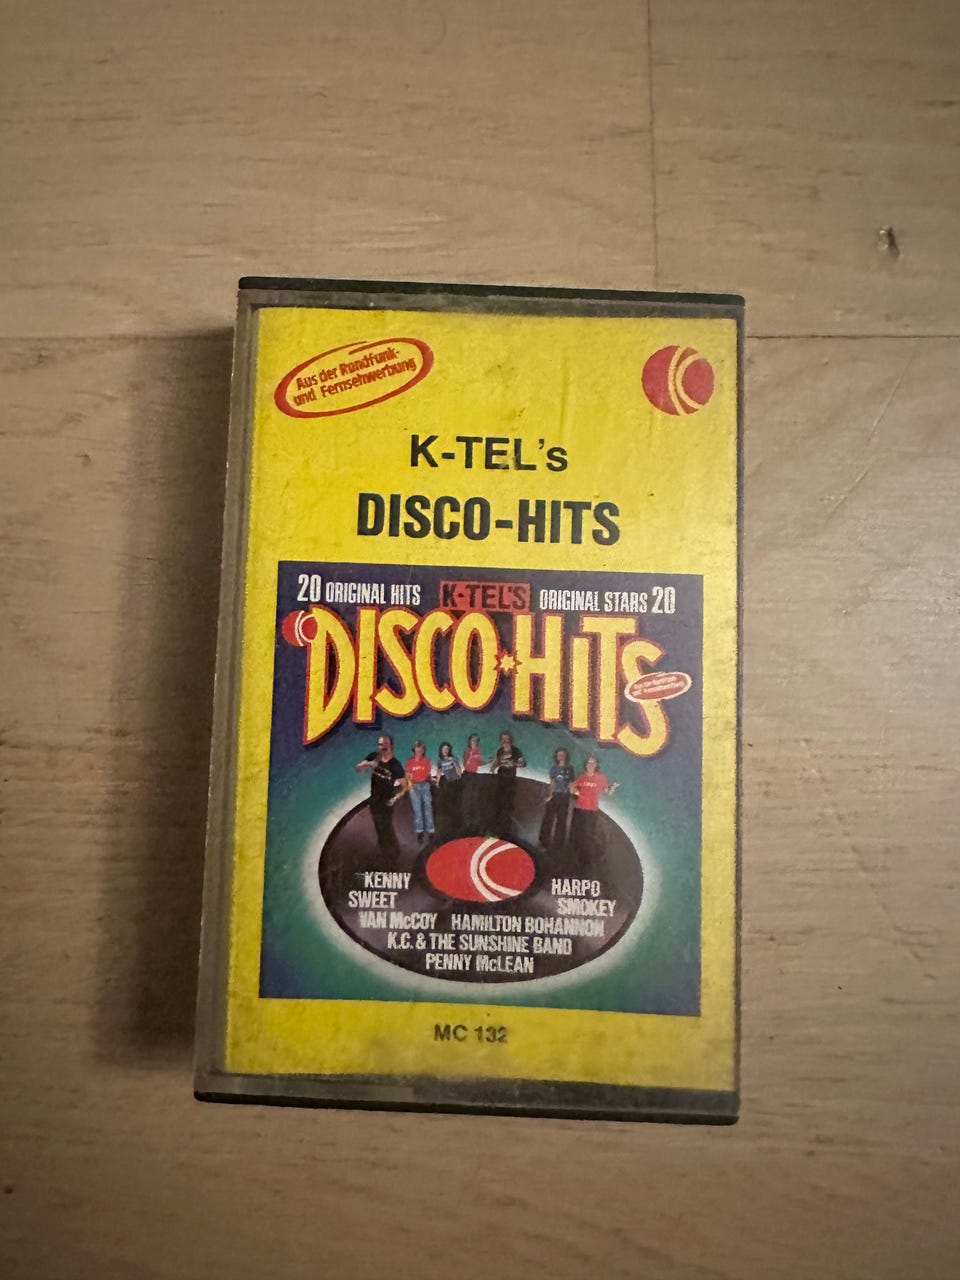 Aus der Rundfunk-
und Fernsehwerbung
K-TEL's
DISCO-HITS
20 ORIGINAL HITS K-TEL'S ORIGINAL STARS 20
DISCO HiTS
KENNY HARPO
SWEET SMOKEY
VAN McCOY HAMILTON BOHANNON
K.C. & THE SUNSHINE BAND
PENNY McLEAN
MC 132